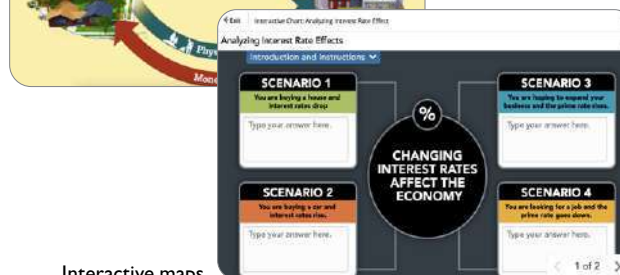 Exit Interactive Chart: Analyzing Interest Rate Effect
Analyzing Interest Rate Effects
Introduction and Instructions
SCENARIO 1
You are buying a house and
interest rates drop
Type your answer here.
SCENARIO 2
You are buying a car and
interest rates rise.
Type your answer here.
%
CHANGING
INTEREST RATES
AFFECT THE
ECONOMY
SCENARIO 3
You are hoping to expand your
business and the prime rate rises.
Type your answer here.
SCENARIO 4
You are looking for a job and the
prime rate goes down.
Type your answer here.
1 of 2
Interactive maps